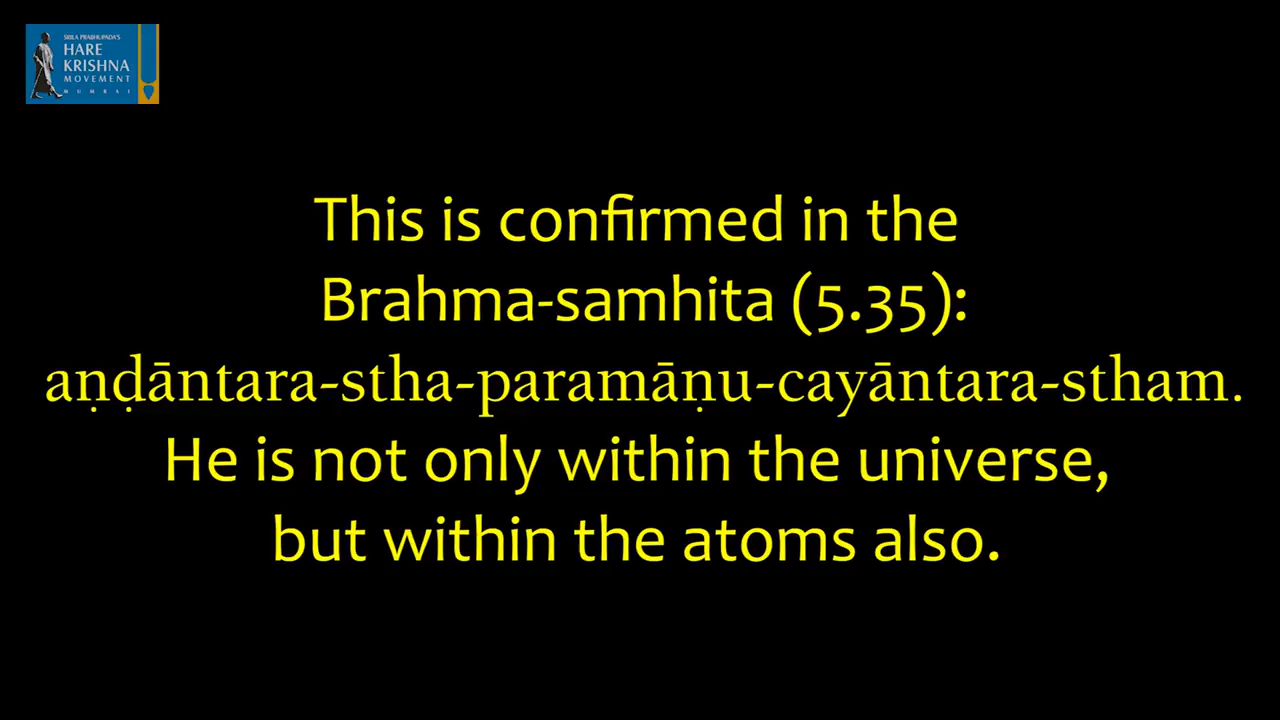 SRILA PRABHUPADA'S
HARE
KRISHNA
MOVEMENT
MUMBAI
This is confirmed in the
Brahma-samhita (5.35):
aṇḍāntara-stha-paramāṇu-cayāntara-stham.
He is not only within the universe,
but within the atoms also.